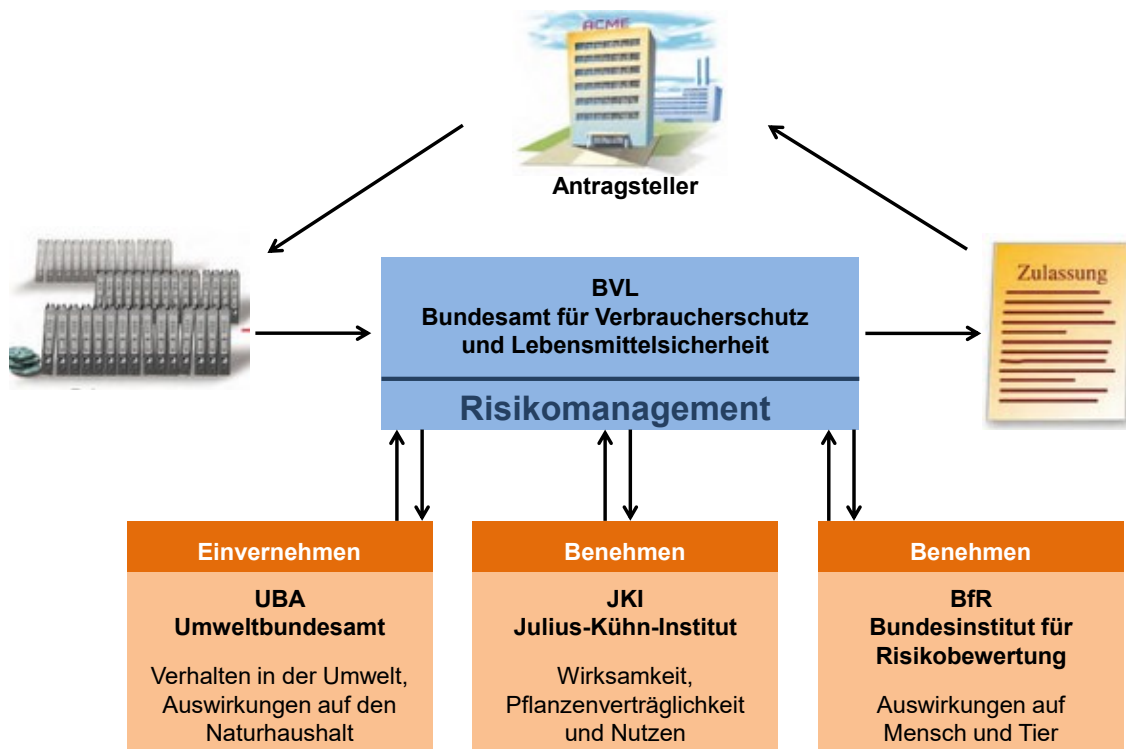 ACME
Antragsteller
Zulassung
BVL
Bundesamt für Verbraucherschutz
und Lebensmittelsicherheit
Risikomanagement
Einvernehmen
UBA
Umweltbundesamt
Verhalten in der Umwelt,
Auswirkungen auf den
Naturhaushalt
Benehmen
JKI
Julius-Kühn-Institut
Wirksamkeit,
Pflanzenverträglichkeit
und Nutzen
Benehmen
BfR
Bundesinstitut für
Risikobewertung
Auswirkungen auf
Mensch und Tier